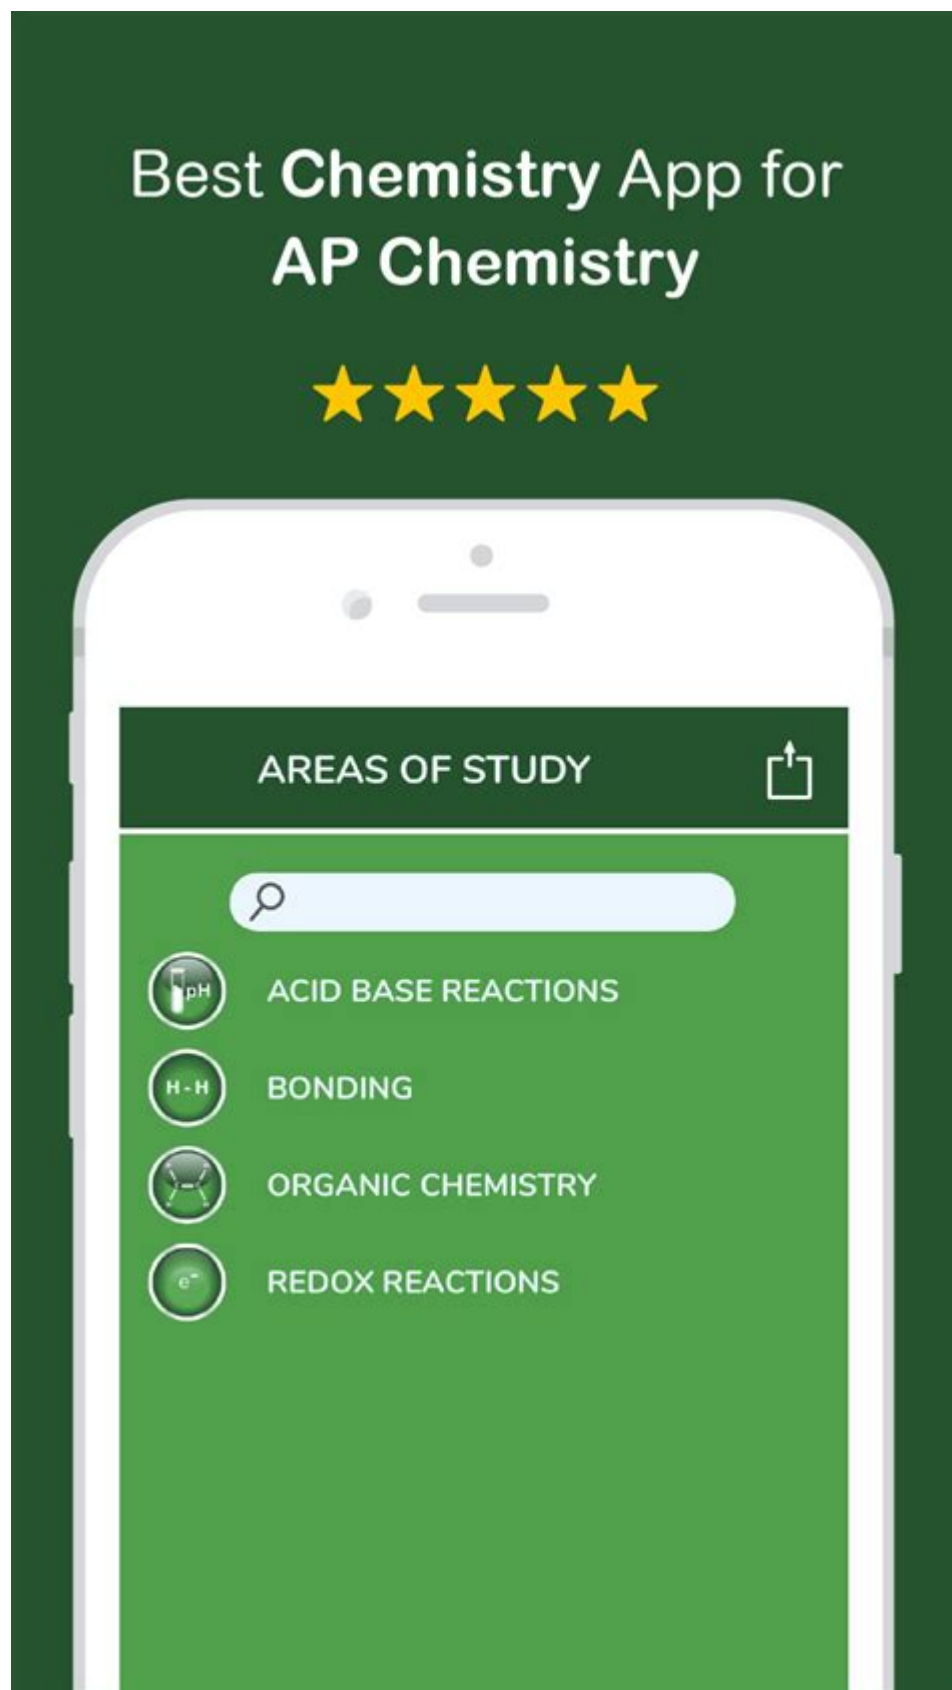 Best Chemistry App for
AP Chemistry
AREAS OF STUDY
pH
ACID BASE REACTIONS
H-H
BONDING
ORGANIC CHEMISTRY
e⁻
REDOX REACTIONS